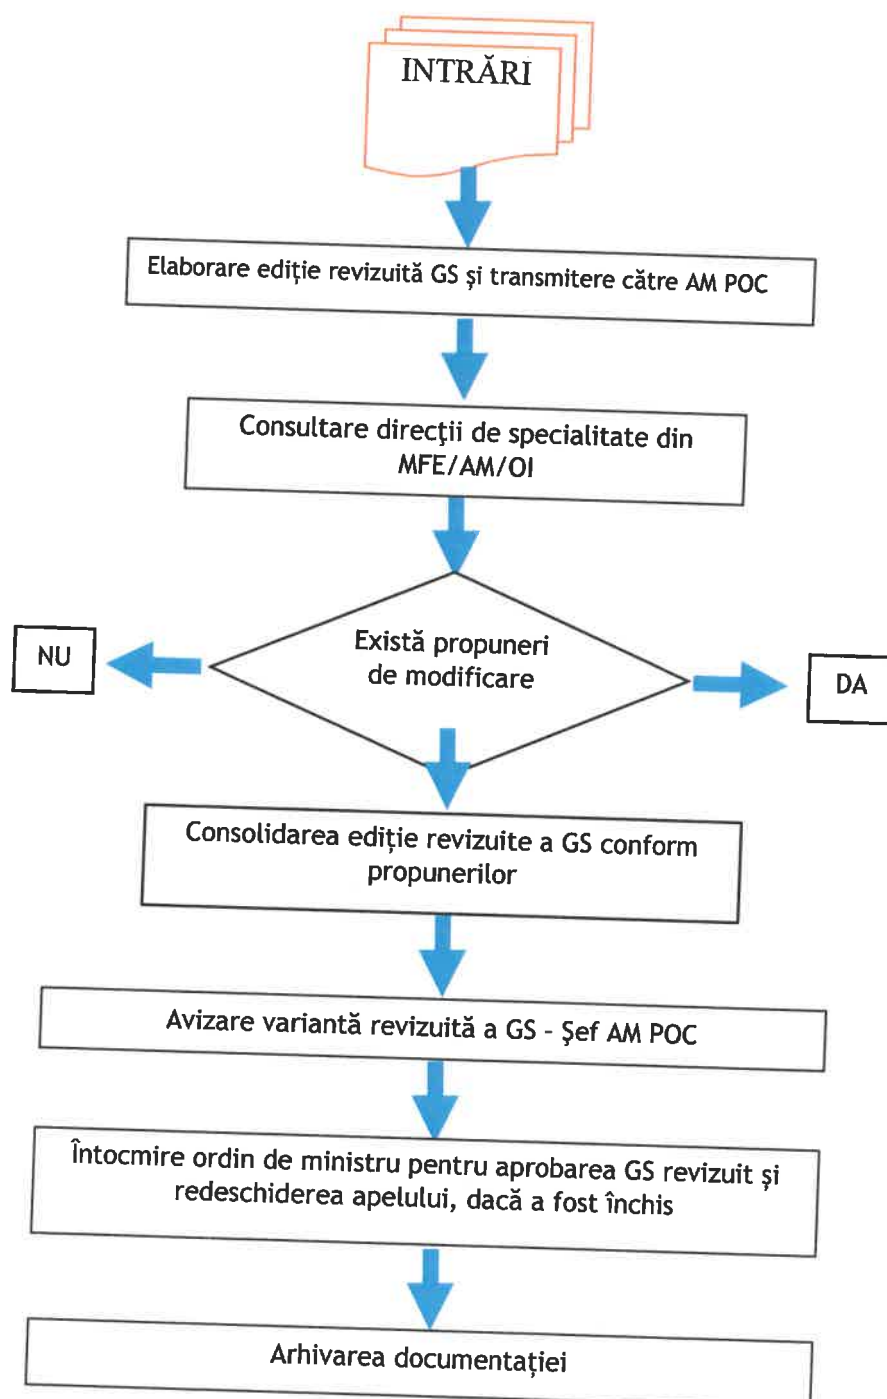 INTRĂRI
Elaborare ediție revizuită GS și transmitere către AM POC
Consultare direcţii de specialitate din
MFE/AM/OI
Există propuneri
de modificare
NU
DA
Consolidarea ediție revizuite a GS conform
propunerilor
Avizare variantă revizuită a GS - Şef AM POC
Întocmire ordin de ministru pentru aprobarea GS revizuit şi
redeschiderea apelului, dacă a fost închis
Arhivarea documentației